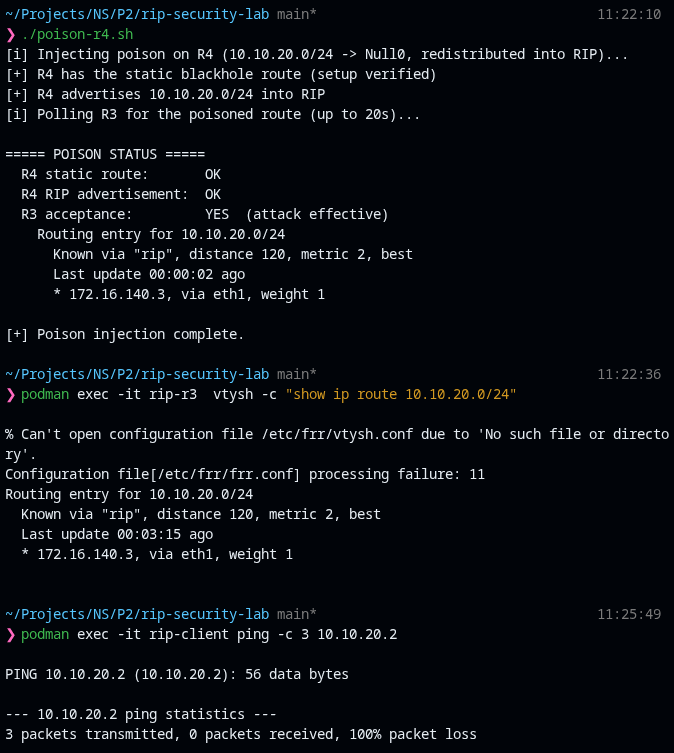 ~/Projects/NS/P2/rip-security-lab main* 11:22:10
❯ ./poison-r4.sh
[i] Injecting poison on R4 (10.10.20.0/24 -> Null0, redistributed into RIP)...
[+] R4 has the static blackhole route (setup verified)
[+] R4 advertises 10.10.20.0/24 into RIP
[i] Polling R3 for the poisoned route (up to 20s)...
===== POISON STATUS =====
  R4 static route:       OK
  R4 RIP advertisement:  OK
  R3 acceptance:         YES  (attack effective)
    Routing entry for 10.10.20.0/24
      Known via "rip", distance 120, metric 2, best
      Last update 00:00:02 ago
      * 172.16.140.3, via eth1, weight 1
[+] Poison injection complete.
~/Projects/NS/P2/rip-security-lab main* 11:22:36
❯ podman exec -it rip-r3  vtysh -c "show ip route 10.10.20.0/24"
% Can't open configuration file /etc/frr/vtysh.conf due to 'No such file or directo
ry'.
Configuration file[/etc/frr/frr.conf] processing failure: 11
Routing entry for 10.10.20.0/24
  Known via "rip", distance 120, metric 2, best
  Last update 00:03:15 ago
  * 172.16.140.3, via eth1, weight 1
~/Projects/NS/P2/rip-security-lab main* 11:25:49
❯ podman exec -it rip-client ping -c 3 10.10.20.2
PING 10.10.20.2 (10.10.20.2): 56 data bytes
--- 10.10.20.2 ping statistics ---
3 packets transmitted, 0 packets received, 100% packet loss